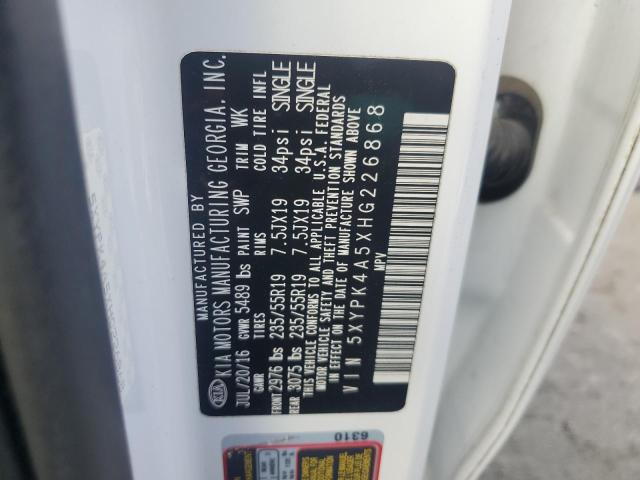 MANUFACTURED BY
KIA KIA MOTORS MANUFACTURING GEORGIA. INC.
JUL/20/16 GVWR 5489 lbs PAINT SWP TRIM WK
GAWR TIRES RIMS COLD TIRE INFL
FRONT 2976 lbs 235/55R19 7.5JX19 34psi SINGLE
REAR 3075 lbs 235/55R19 7.5JX19 34psi SINGLE
THIS VEHICLE CONFORMS TO ALL APPLICABLE U.S.A. FEDERAL
MOTOR VEHICLE SAFETY AND THEFT PREVENTION STANDARDS
IN EFFECT ON THE DATE OF MANUFACTURE SHOWN ABOVE
VIN 5XYPK4A5XHG226868
MPV
6310